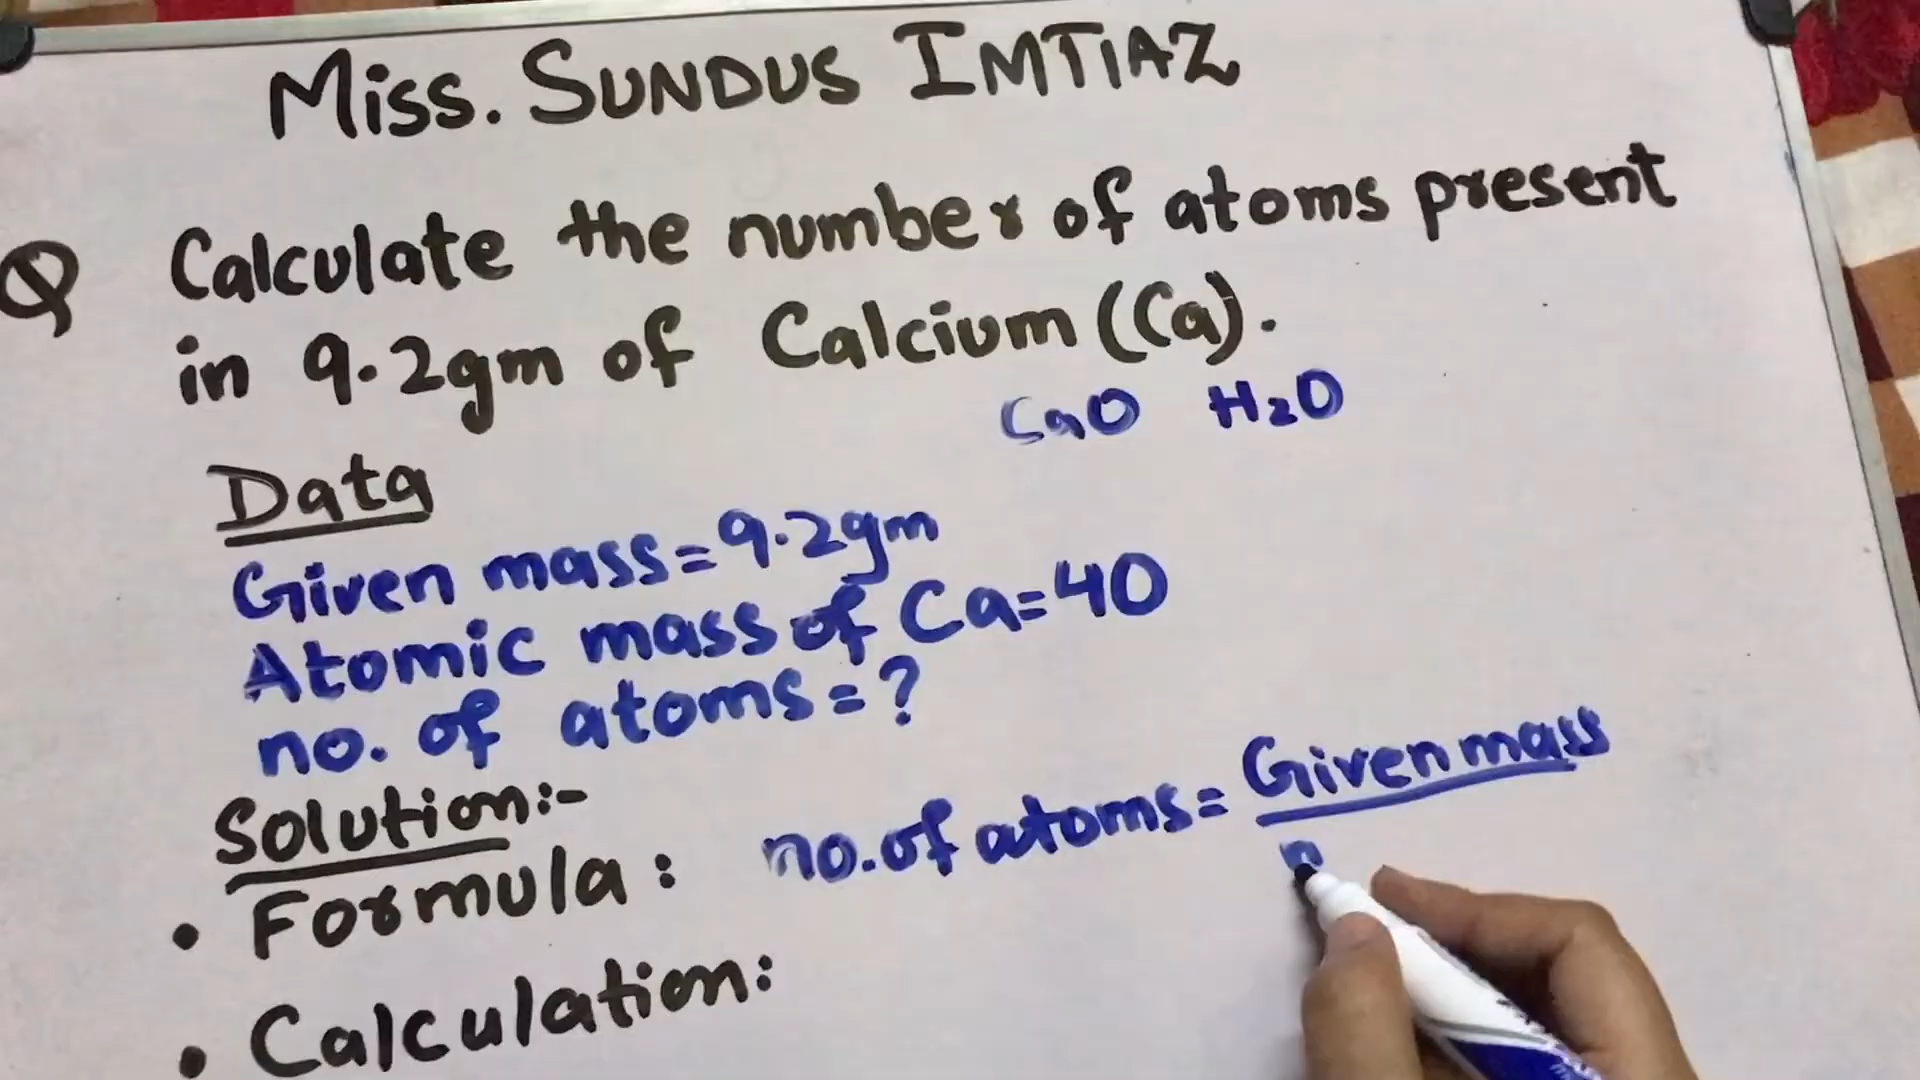 Miss. SUNDUS IMTIAZ
Q Calculate the number of atoms present
in 9.2gm of Calcium (Ca).
CaO H2O
Data
Given mass=9.2gm
Atomic mass of Ca=40
no. of atoms=?
Solution:-
• Formula: no.of atoms= Given mass
• Calculation: